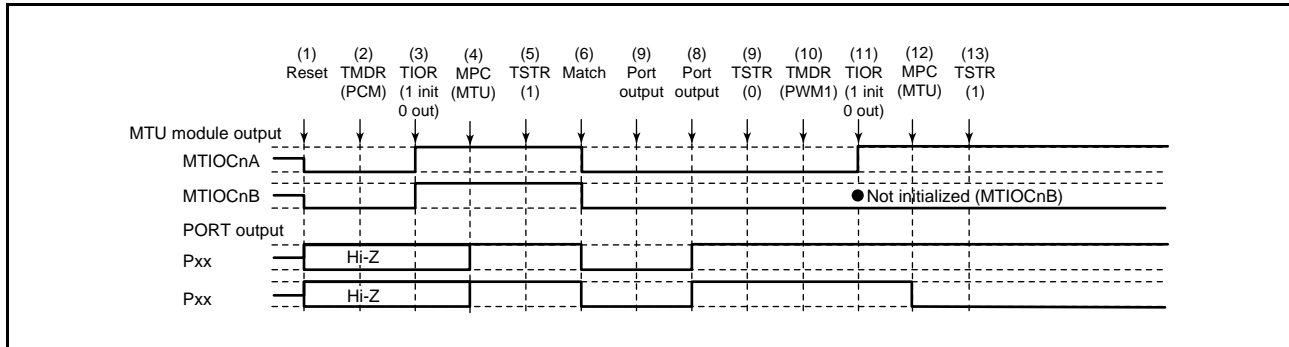 (1) (2) (3) (4) (5) (6) (9) (8) (9) (10) (11) (12) (13)
Reset TMDR TIOR MPC TSTR Match Port Port TSTR TMDR TIOR MPC TSTR
(PCM) (1 init (MTU) (1) output output (0) (PWM1) (1 init (MTU) (1)
0 out) 0 out)
MTU module output
MTIOCnA
MTIOCnB
Not initialized (MTIOCnB)
PORT output
Pxx Hi-Z
Pxx Hi-Z